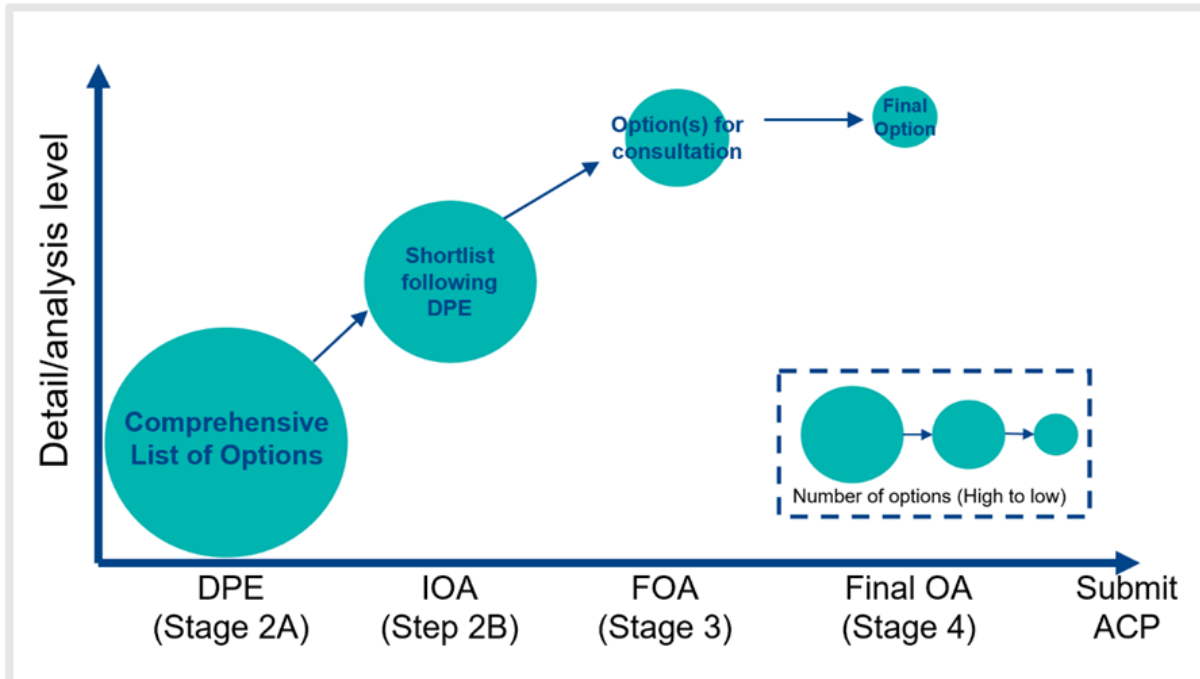 Detail/analysis level
Comprehensive
List of Options
Shortlist
following
DPE
Option(s) for
consultation
Final
Option
Number of options (High to low)
DPE
(Stage 2A)
IOA
(Step 2B)
FOA
(Stage 3)
Final OA
(Stage 4)
Submit
ACP